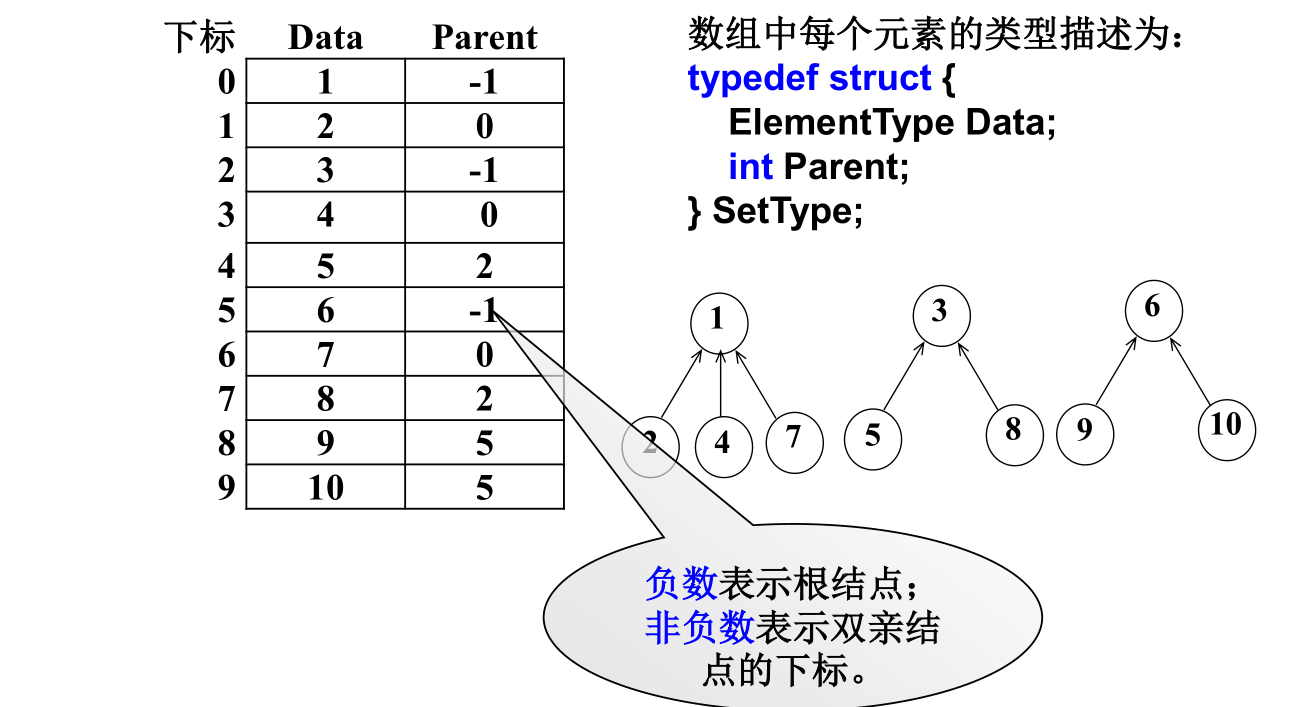 下标 Data Parent
0 1 -1
1 2 0
2 3 -1
3 4 0
4 5 2
5 6 -1
6 7 0
7 8 2
8 9 5
9 10 5
数组中每个元素的类型描述为：
typedef struct {
ElementType Data;
int Parent;
} SetType;
1 3 6
2 4 7 5 8 9 10
负数表示根结点；
非负数表示双亲结
点的下标。